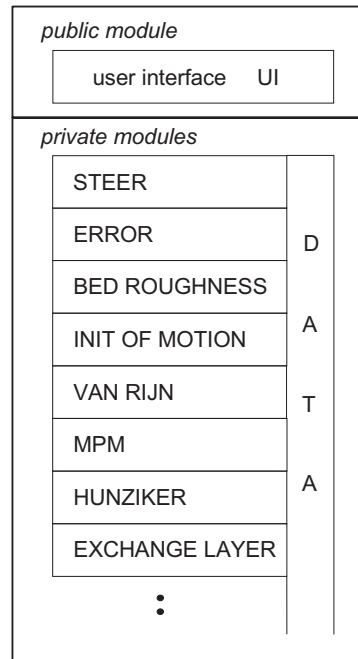 public module
user interface UI
private modules
STEER
ERROR
BED ROUGHNESS
INIT OF MOTION
VAN RIJN
MPM
HUNZIKER
EXCHANGE LAYER
:
D
A
T
A